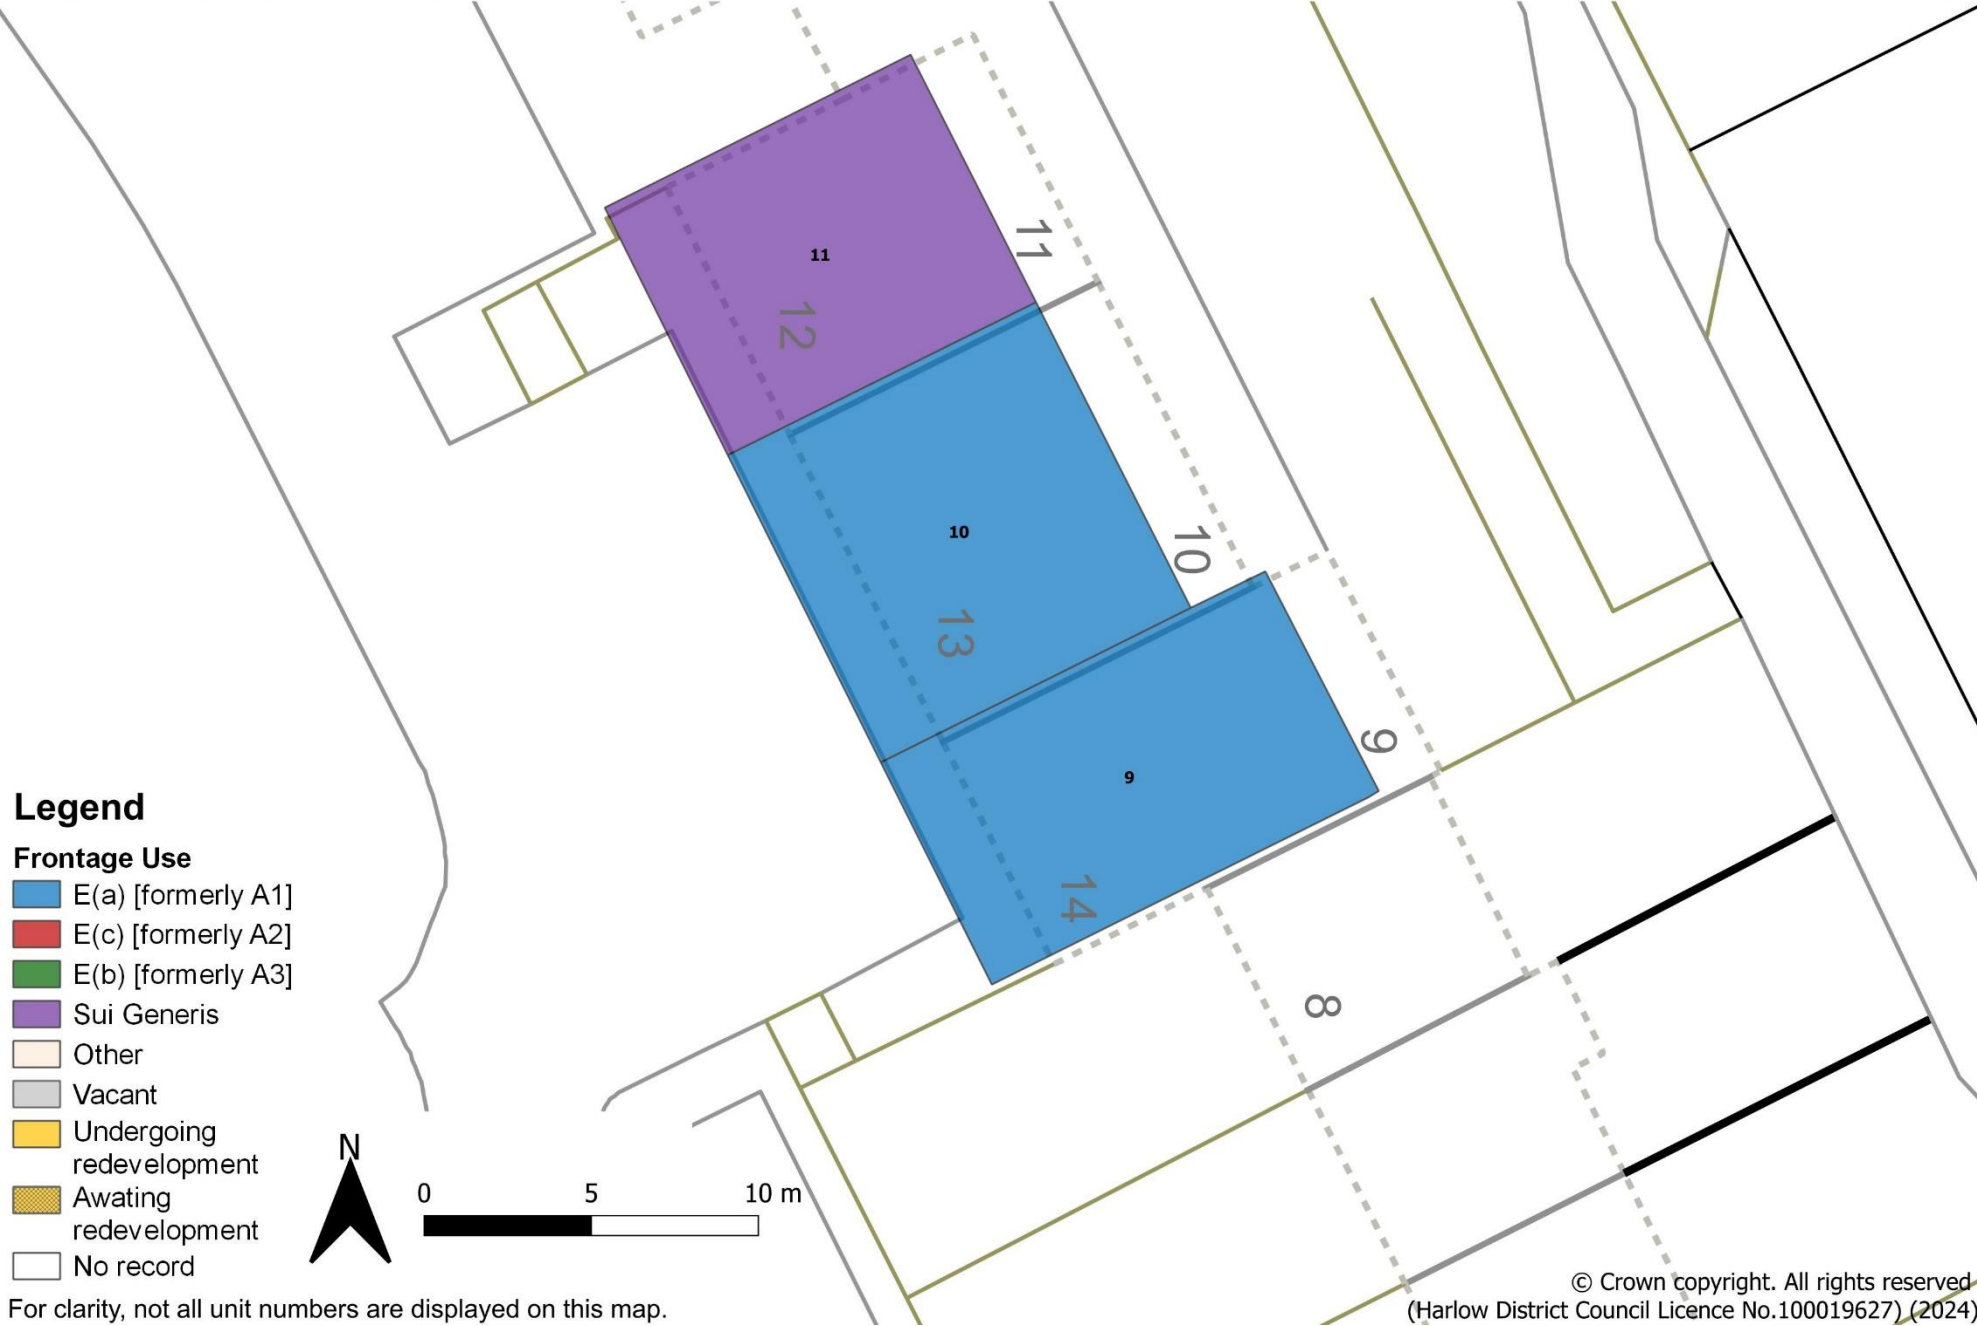 11
11
12
10
10
13
9
9
14
8
Legend
Frontage Use
E(a) [formerly A1]
E(c) [formerly A2]
E(b) [formerly A3]
Sui Generis
Other
Vacant
Undergoing
redevelopment
Awating
redevelopment
No record
N
0 5 10 m
For clarity, not all unit numbers are displayed on this map.
© Crown copyright. All rights reserved
(Harlow District Council Licence No.100019627) (2024)